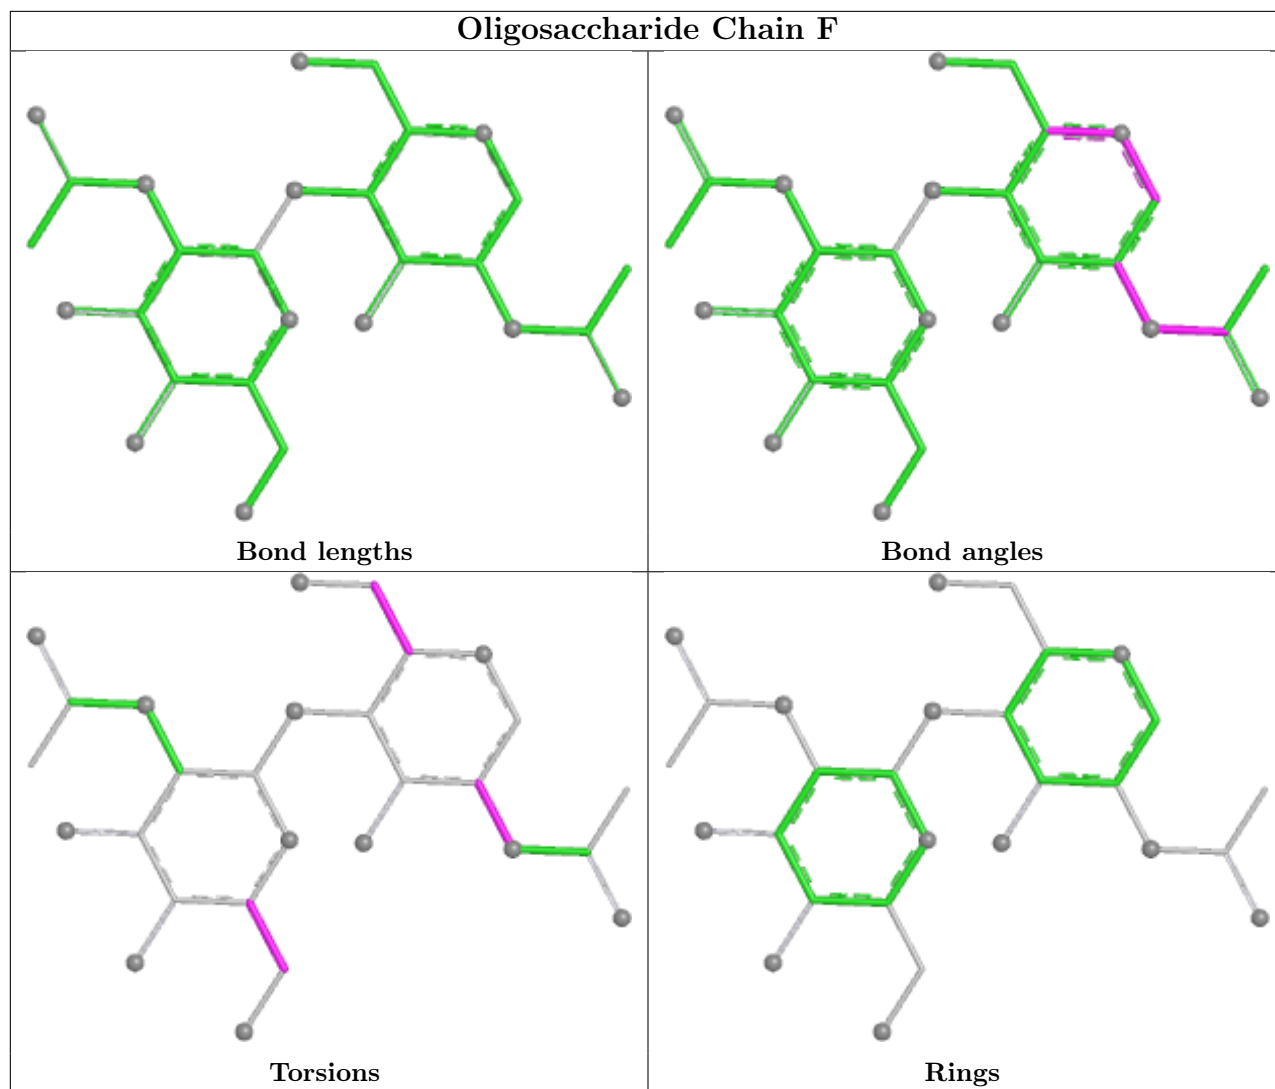 Oligosaccharide Chain F
Bond lengths
Bond angles
Torsions
Rings